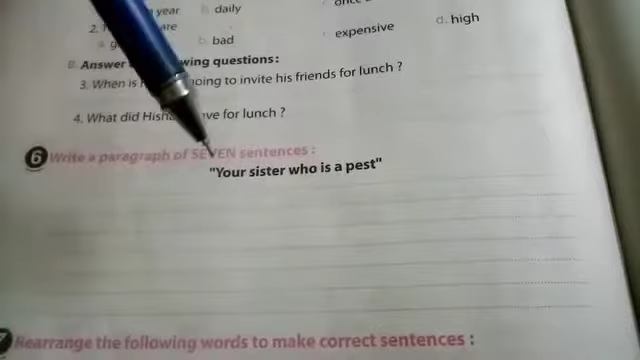 year b. daily
2. are
b. bad expensive d. high
B. Answer wing questions:
3. When is oing to invite his friends for lunch ?
4. What did Hisha ve for lunch ?
6 Write a paragraph of SEVEN sentences :
"Your sister who is a pest"
7 Rearrange the following words to make correct sentences :